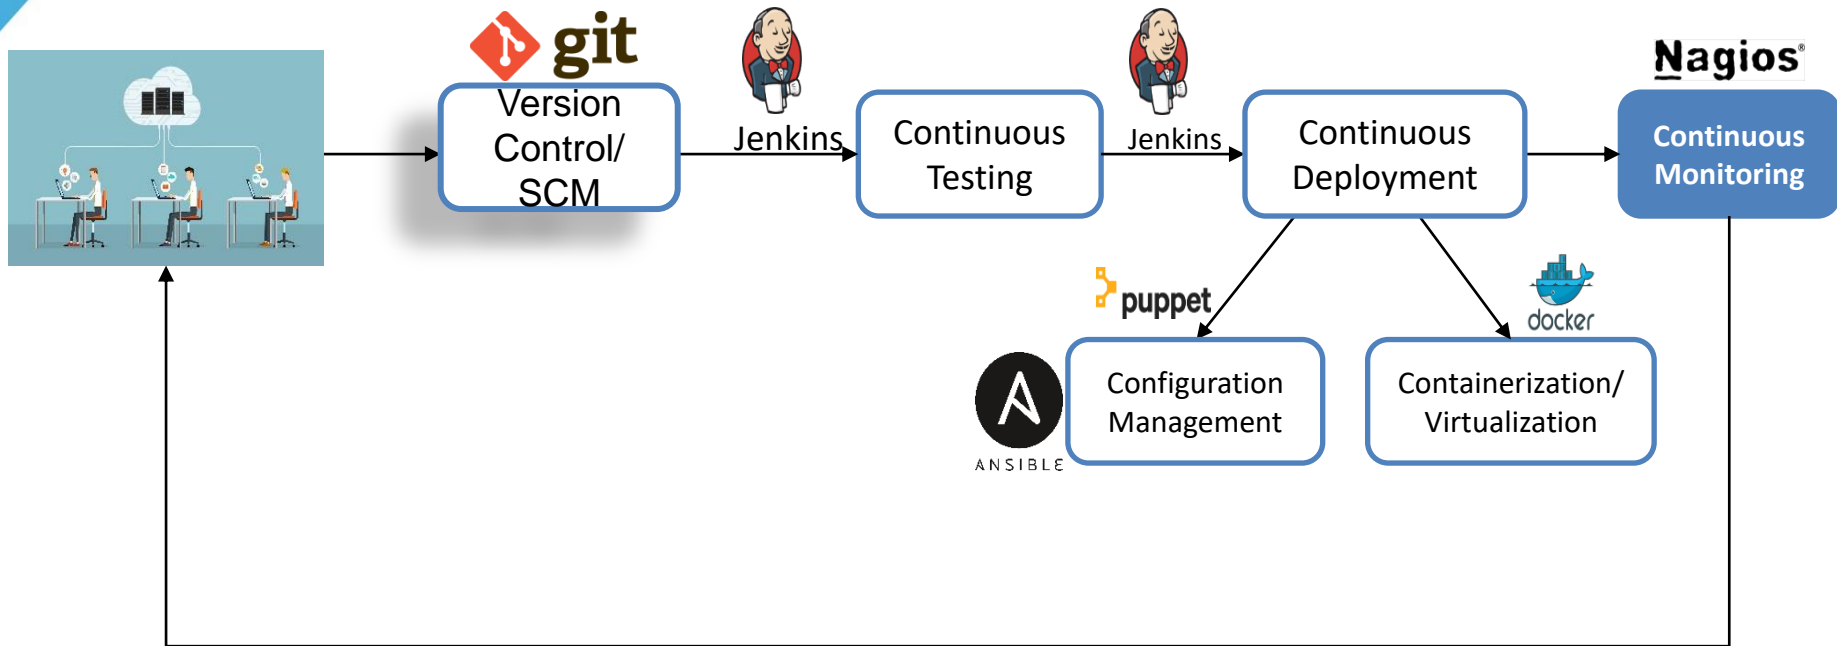 git
Version
Control/
SCM
Jenkins
Continuous
Testing
Jenkins
Continuous
Deployment
Nagios®
Continuous
Monitoring
puppet
docker
ANSIBLE
Configuration
Management
Containerization/
Virtualization